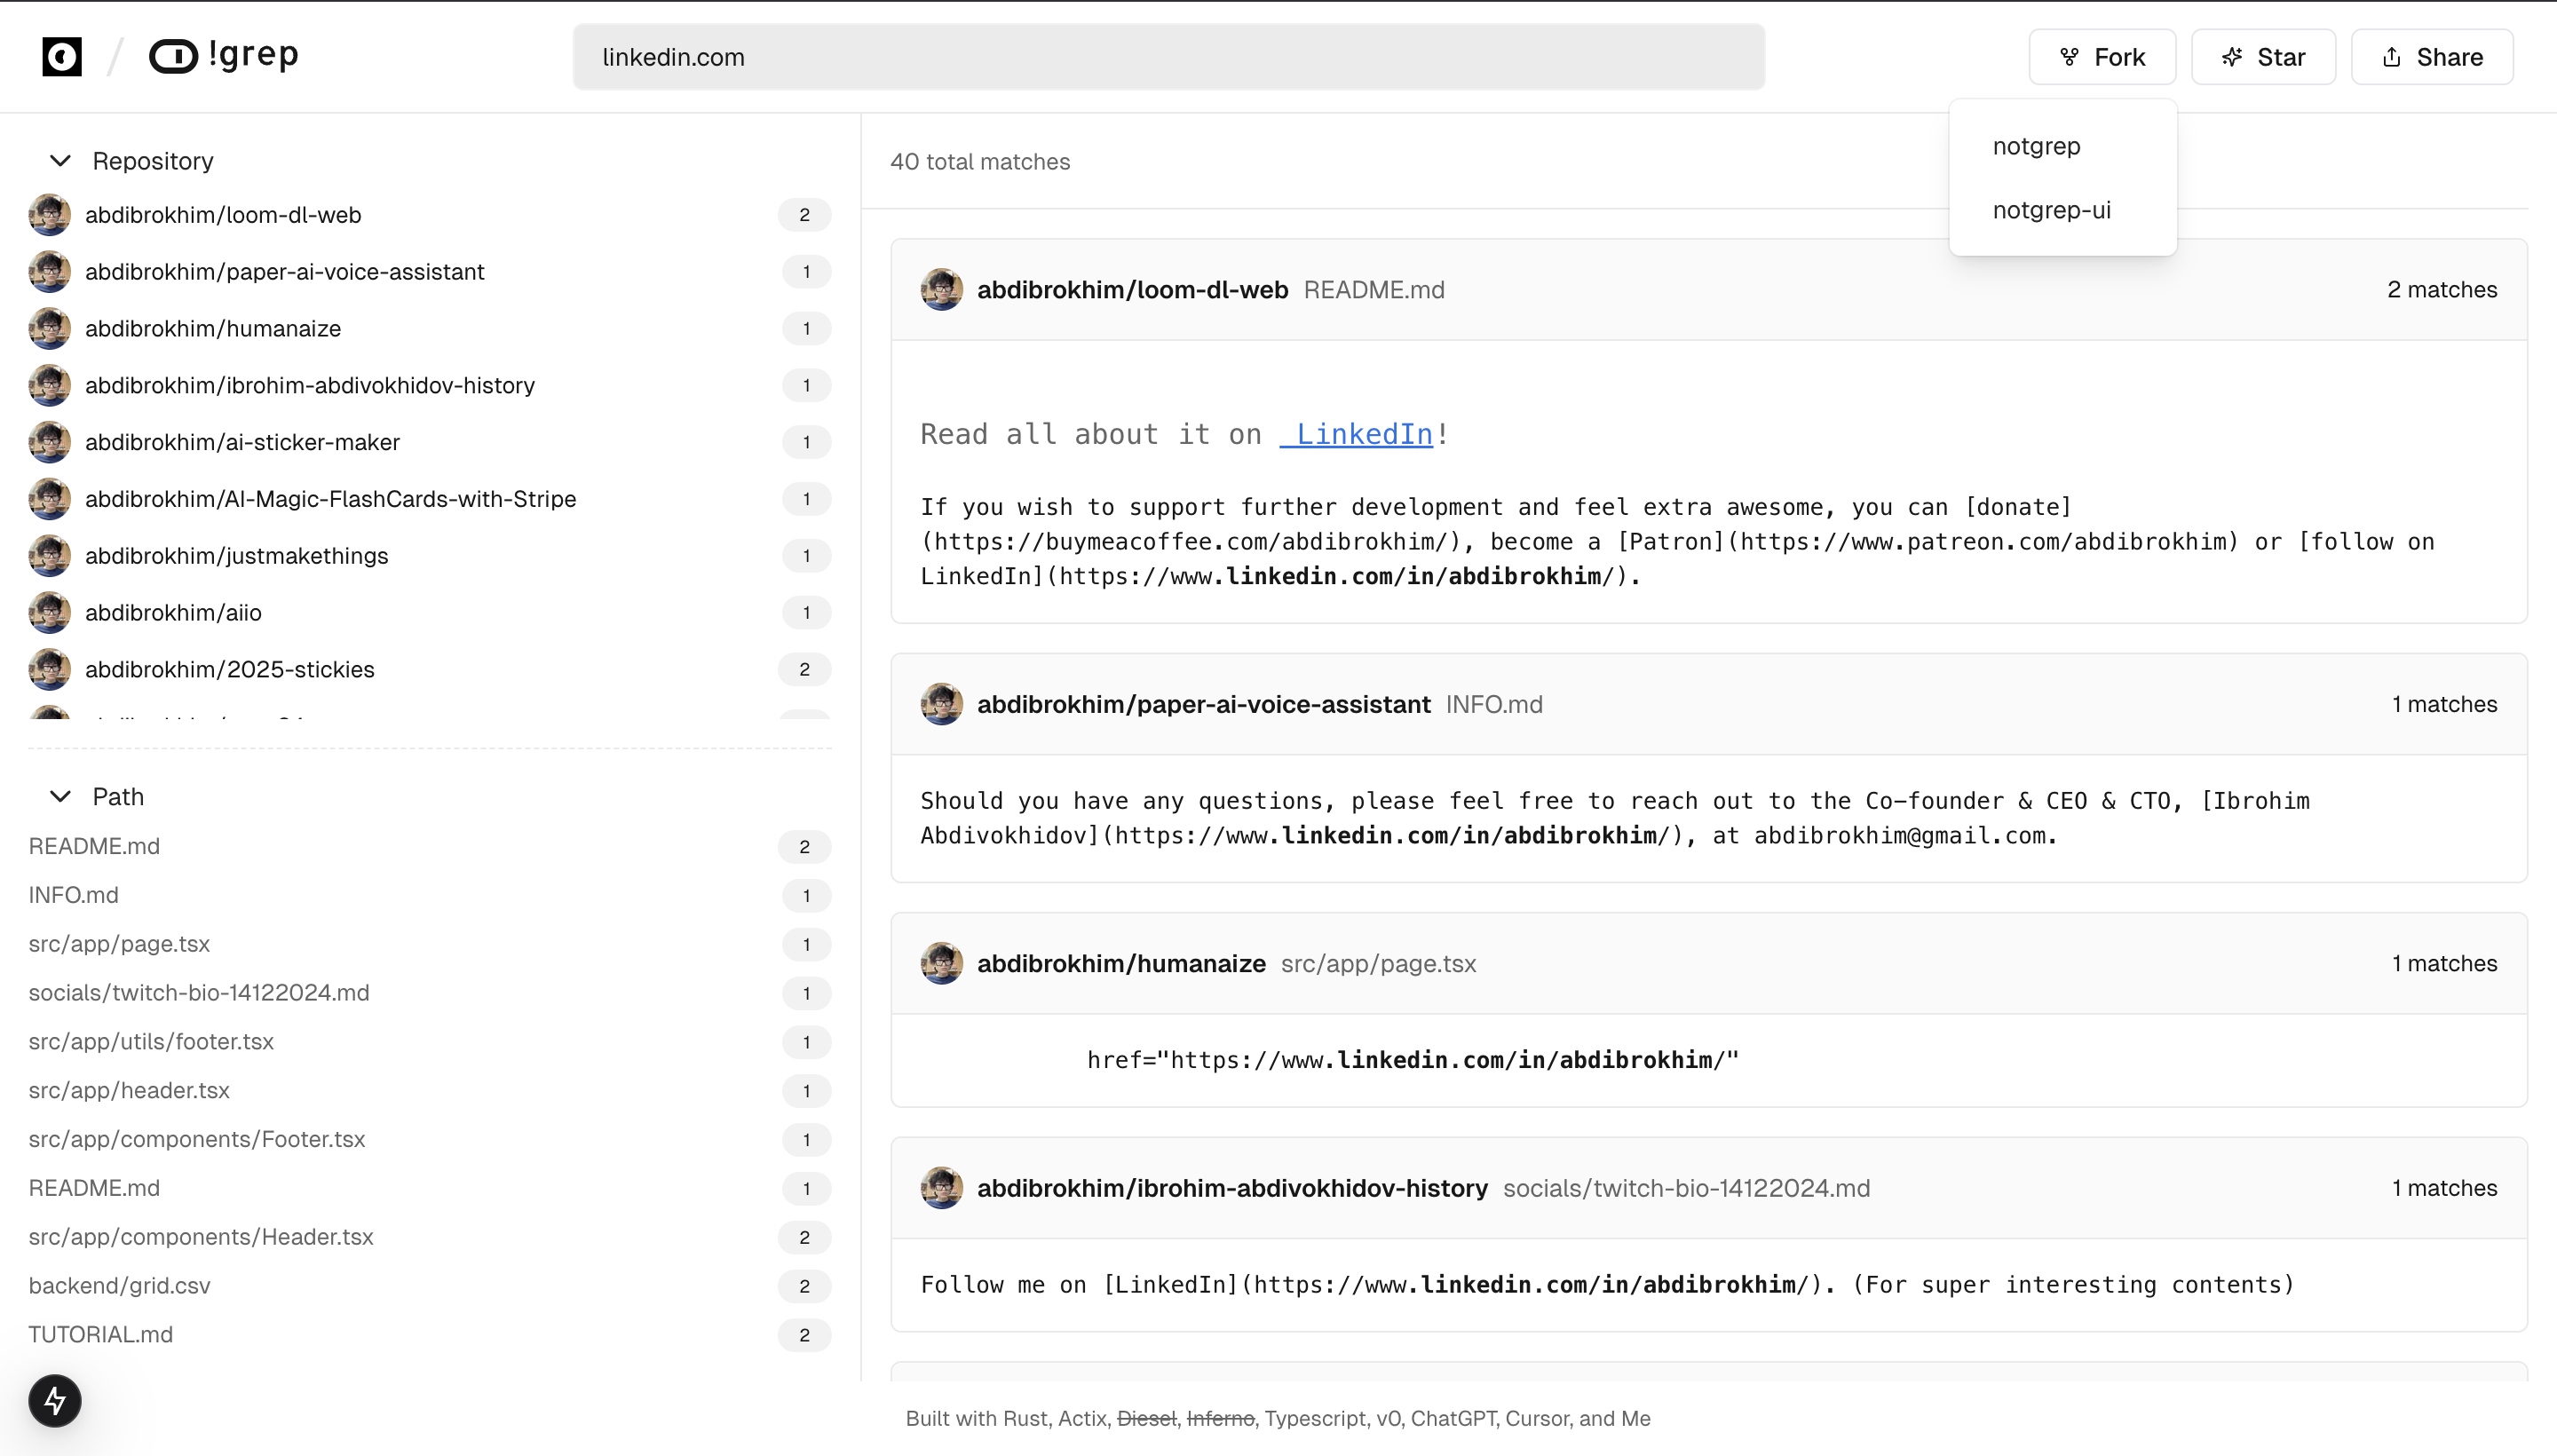 !grep
linkedin.com
Fork
Star
Share
notgrep
notgrep-ui
Repository
abdibrokhim/loom-dl-web 2
abdibrokhim/paper-ai-voice-assistant 1
abdibrokhim/humanaize 1
abdibrokhim/ibrohim-abdivokhidov-history 1
abdibrokhim/ai-sticker-maker 1
abdibrokhim/AI-Magic-FlashCards-with-Stripe 1
abdibrokhim/justmakethings 1
abdibrokhim/aiio 1
abdibrokhim/2025-stickies 2
Path
README.md 2
INFO.md 1
src/app/page.tsx 1
socials/twitch-bio-14122024.md 1
src/app/utils/footer.tsx 1
src/app/header.tsx 1
src/app/components/Footer.tsx 1
README.md 1
src/app/components/Header.tsx 2
backend/grid.csv 2
TUTORIAL.md 2
40 total matches
abdibrokhim/loom-dl-web README.md 2 matches
Read all about it on LinkedIn!
If you wish to support further development and feel extra awesome, you can [donate]
(https://buymeacoffee.com/abdibrokhim/), become a [Patron](https://www.patreon.com/abdibrokhim) or [follow on
LinkedIn](https://www.linkedin.com/in/abdibrokhim/).
abdibrokhim/paper-ai-voice-assistant INFO.md 1 matches
Should you have any questions, please feel free to reach out to the Co-founder & CEO & CTO, [Ibrohim
Abdivokhidov](https://www.linkedin.com/in/abdibrokhim/), at abdibrokhim@gmail.com.
abdibrokhim/humanaize src/app/page.tsx 1 matches
href="https://www.linkedin.com/in/abdibrokhim/"
abdibrokhim/ibrohim-abdivokhidov-history socials/twitch-bio-14122024.md 1 matches
Follow me on [LinkedIn](https://www.linkedin.com/in/abdibrokhim/). (For super interesting contents)
Built with Rust, Actix, Diesel, Inferno, Typescript, v0, ChatGPT, Cursor, and Me